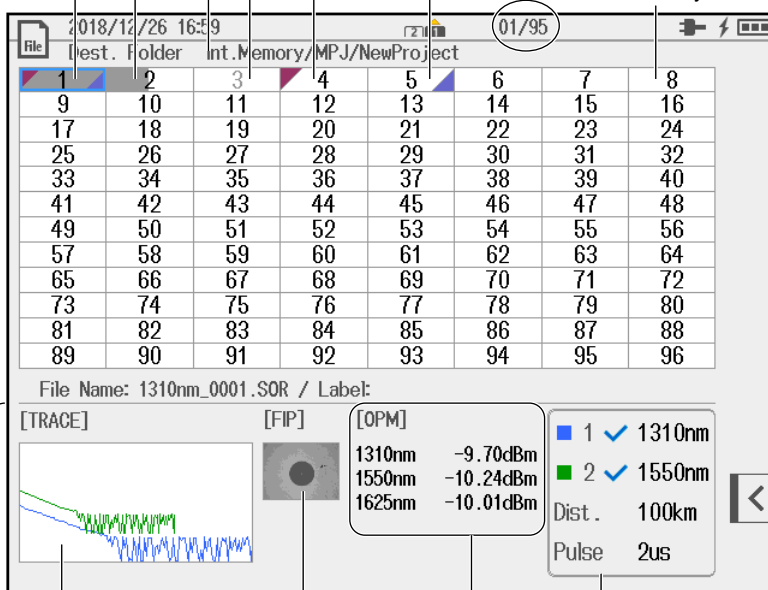 2018/12/26 16:59 2 1 01/95
File Dest. Folder Int.Memory/MPJ/NewProject
1 2 3 4 5 6 7 8
9 10 11 12 13 14 15 16
17 18 19 20 21 22 23 24
25 26 27 28 29 30 31 32
33 34 35 36 37 38 39 40
41 42 43 44 45 46 47 48
49 50 51 52 53 54 55 56
57 58 59 60 61 62 63 64
65 66 67 68 69 70 71 72
73 74 75 76 77 78 79 80
81 82 83 84 85 86 87 88
89 90 91 92 93 94 95 96
File Name: 1310nm_0001.SOR / Label:
[TRACE]
[FIP]
[OPM]
1310nm -9.70dBm
1550nm -10.24dBm
1625nm -10.01dBm
1 1310nm
2 1550nm
Dist. 100km
Pulse 2us